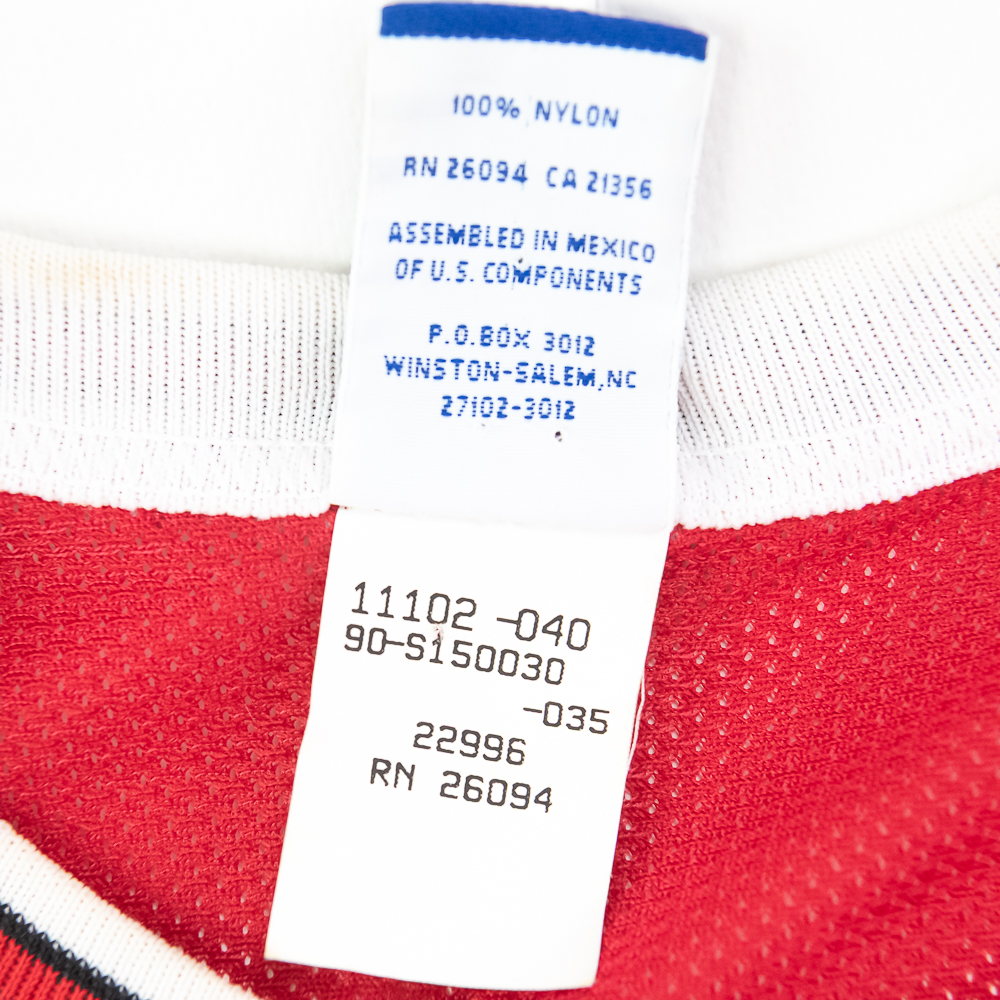 100% NYLON
RN 26094 CA 21356
ASSEMBLED IN MEXICO
OF U.S. COMPONENTS
P.O.BOX 3012
WINSTON-SALEM,NC
27102-3012
11102 -040
90-S150030
-035
22996
RN 26094